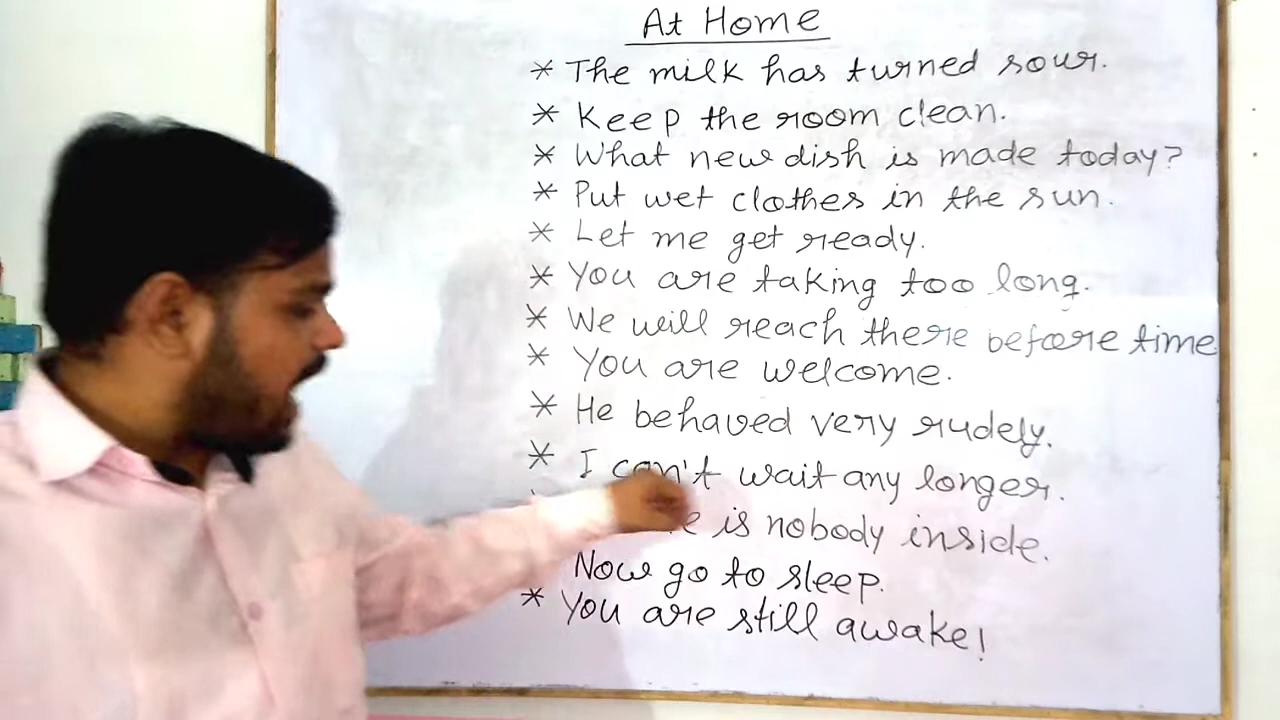 At Home
* The milk has turned sour.
* Keep the room clean.
* What new dish is made today?
* Put wet clothes in the sun.
* Let me get ready.
* You are taking too long.
* We will reach there before time
* You are welcome.
* He behaved very rudely.
* I can't wait any longer.
is nobody inside.
Now go to sleep.
* You are still awake!